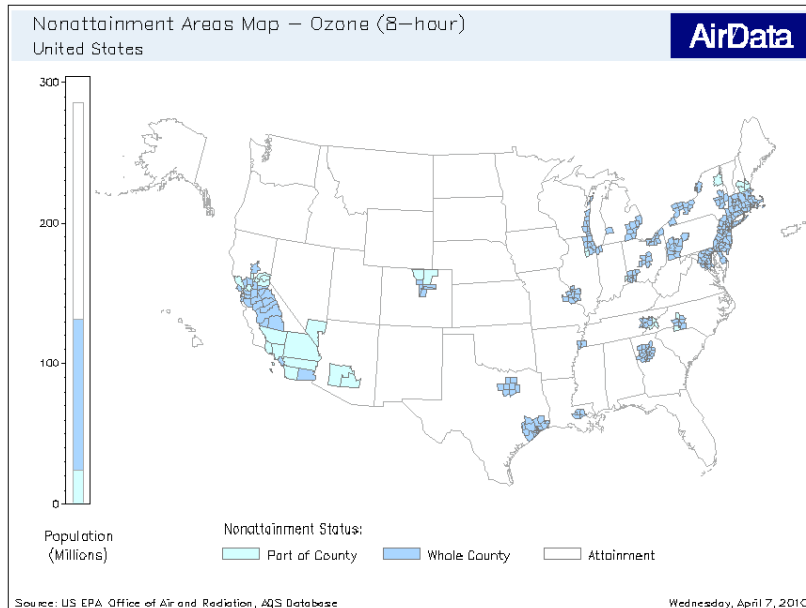 Nonattainment Areas Map - Ozone (8-hour)
United States
AirData
300
200
100
0
Population
(Millions)
Nonattainment Status:
Part of County
Whole County
Attainment
Source: US EPA Office of Air and Radiation, AQS Database
Wednesday, April 7, 2010